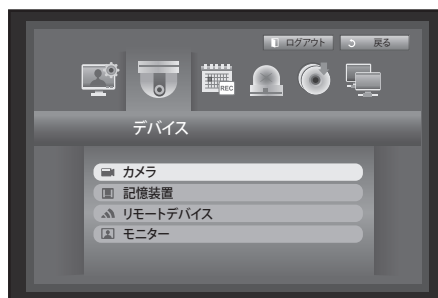 ログアウト 戻る
REC
デバイス
カメラ
記憶装置
リモートデバイス
モニター